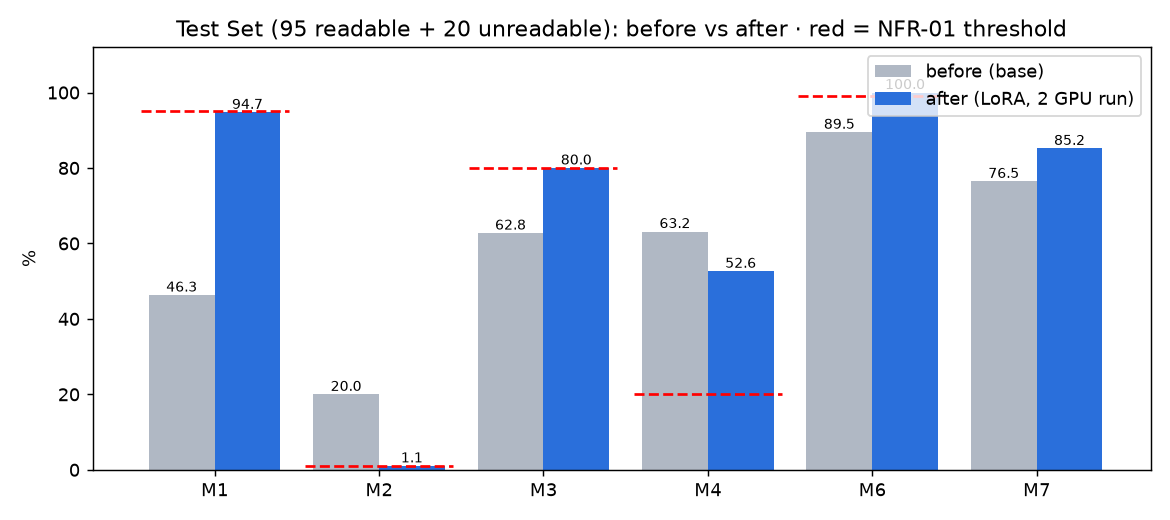 Test Set (95 readable + 20 unreadable): before vs after · red = NFR-01 threshold
before (base)
after (LoRA, 2 GPU run)
%
100
80
60
40
20
0
46.3
94.7
20.0
1.1
62.8
80.0
63.2
52.6
89.5
100.0
76.5
85.2
M1
M2
M3
M4
M6
M7